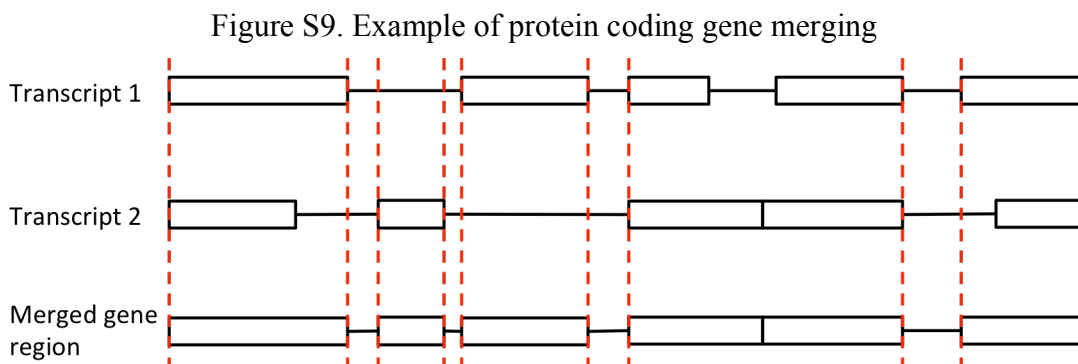 Figure S9. Example of protein coding gene merging
Transcript 1
Transcript 2
Merged gene
region